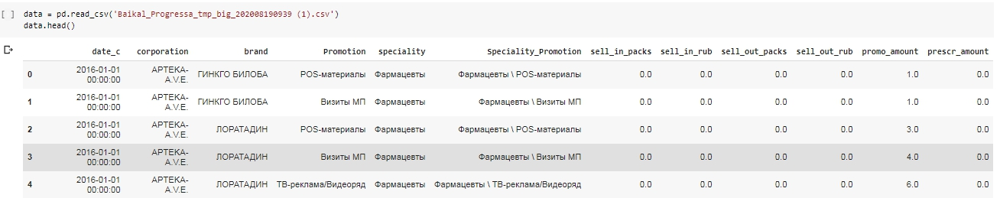 [ ] data = pd.read_csv('Baikal_Progressa_tmp_big_202008190939 (1).csv')
data.head()
date_c corporation brand Promotion speciality Speciality_Promotion sell_in_packs sell_in_rub sell_out_packs sell_out_rub promo_amount prescr_amount
0 2016-01-01 00:00:00 АРТЕКА-A.V.E. ГИНКГО БИЛОБА POS-материалы Фармацевты Фармацевты \ POS-материалы 0.0 0.0 0.0 0.0 1.0 0.0
1 2016-01-01 00:00:00 АРТЕКА-A.V.E. ГИНКГО БИЛОБА Визиты МП Фармацевты Фармацевты \ Визиты МП 0.0 0.0 0.0 0.0 1.0 0.0
2 2016-01-01 00:00:00 АРТЕКА-A.V.E. ЛОРАТАДИН POS-материалы Фармацевты Фармацевты \ POS-материалы 0.0 0.0 0.0 0.0 3.0 0.0
3 2016-01-01 00:00:00 АРТЕКА-A.V.E. ЛОРАТАДИН Визиты МП Фармацевты Фармацевты \ Визиты МП 0.0 0.0 0.0 0.0 4.0 0.0
4 2016-01-01 00:00:00 АРТЕКА-A.V.E. ЛОРАТАДИН ТВ-реклама/Видеоряд Фармацевты Фармацевты \ ТВ-реклама/Видеоряд 0.0 0.0 0.0 0.0 6.0 0.0